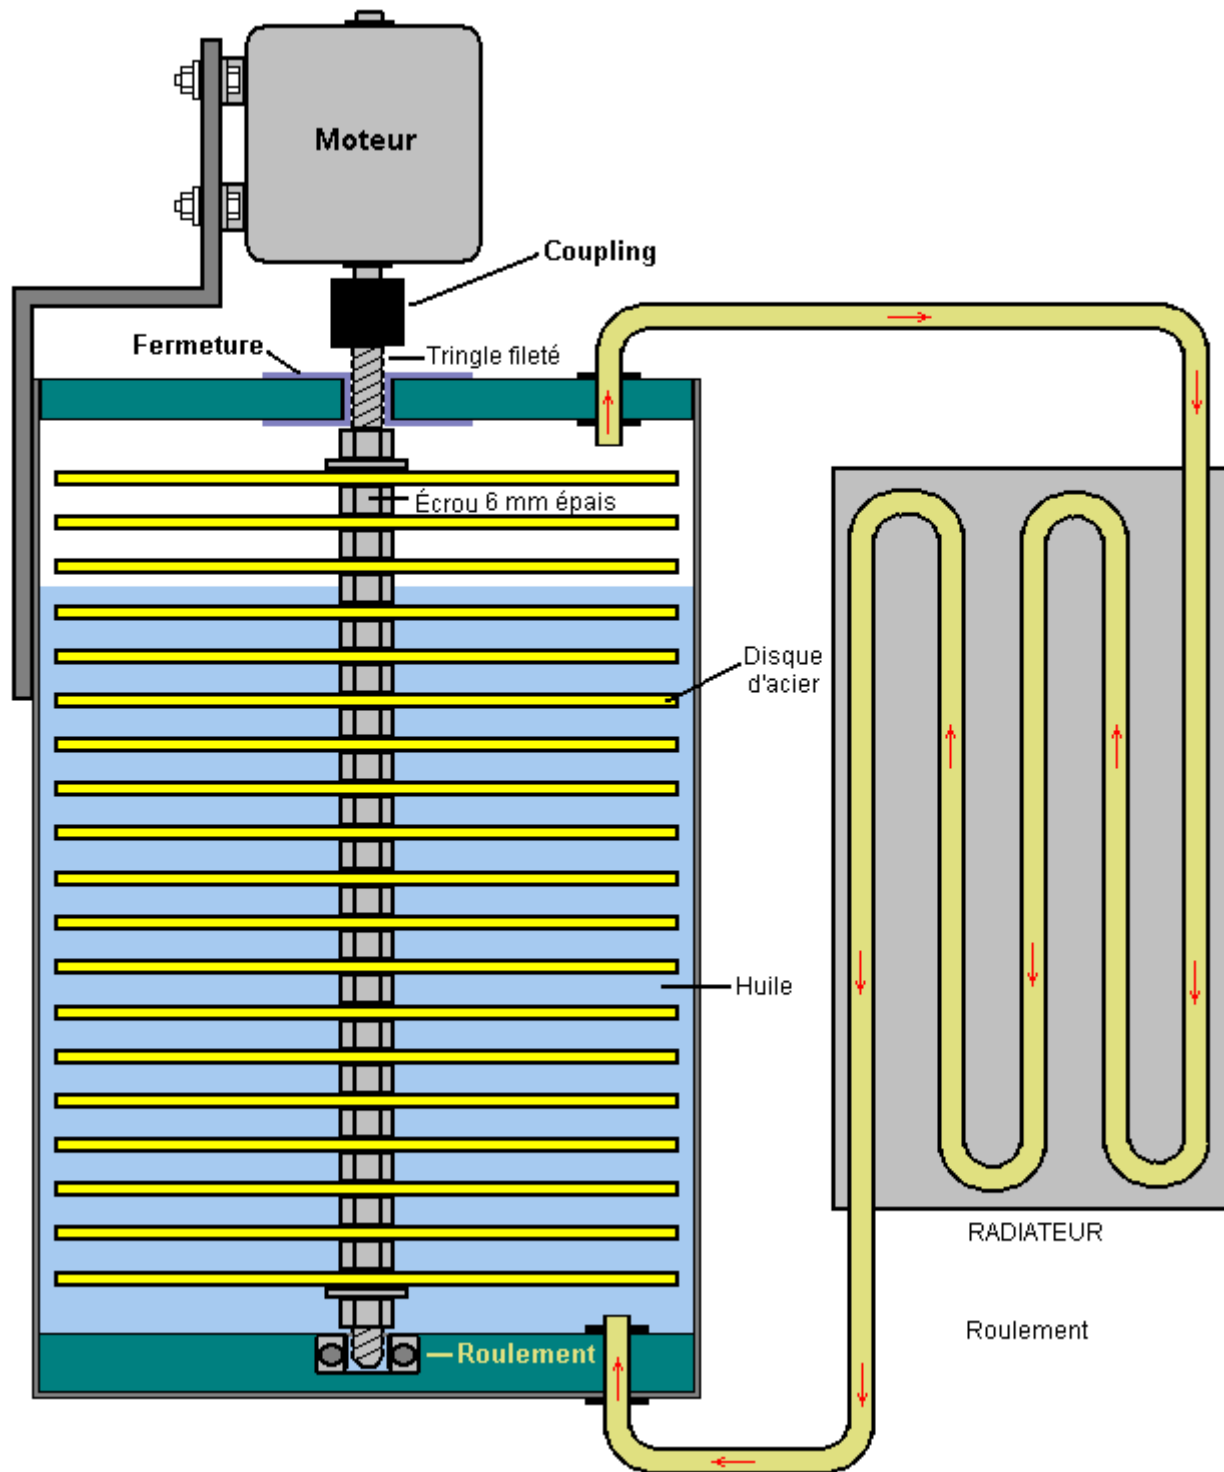 Moteur
Coupling
Fermeture
Tringle fileté
Écrou 6 mm épais
Disque
d'acier
Huile
RADIATEUR
Roulement
Roulement